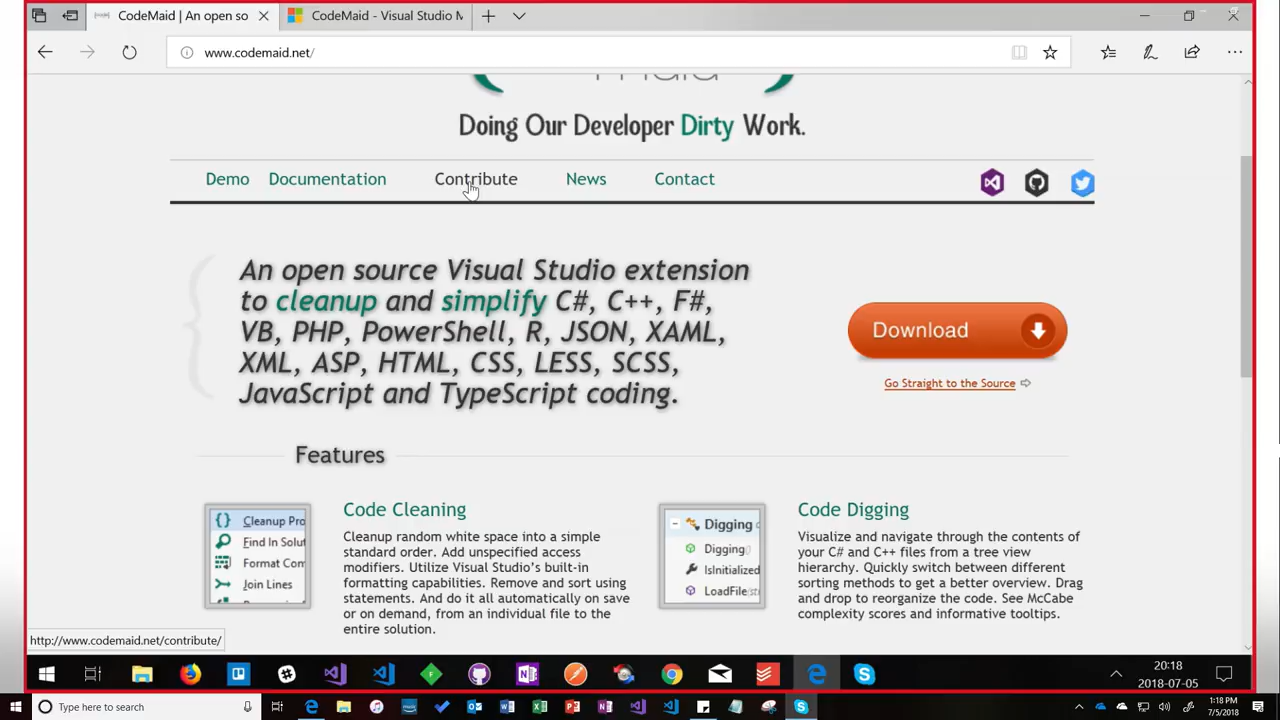 CodeMaid | An open so
CodeMaid - Visual Studio M
www.codemaid.net/
maid
Doing Our Developer Dirty Work.
Demo
Documentation
Contribute
News
Contact
An open source Visual Studio extension
to cleanup and simplify C#, C++, F#,
VB, PHP, PowerShell, R, JSON, XAML,
XML, ASP, HTML, CSS, LESS, SCSS,
JavaScript and TypeScript coding.
Download
Go Straight to the Source
Features
Cleanup Pro
Find In Solut
Format Com
Join Lines
Code Cleaning
Cleanup random white space into a simple
standard order. Add unspecified access
modifiers. Utilize Visual Studio's built-in
formatting capabilities. Remove and sort using
statements. And do it all automatically on save
or on demand, from an individual file to the
entire solution.
Digging
Digging()
IsInitialized
LoadFile(st
Code Digging
Visualize and navigate through the contents of
your C# and C++ files from a tree view
hierarchy. Quickly switch between different
sorting methods to get a better overview. Drag
and drop to reorganize the code. See McCabe
complexity scores and informative tooltips.
http://www.codemaid.net/contribute/
20:18
2018-07-05
Type here to search
1:18 PM
7/5/2018